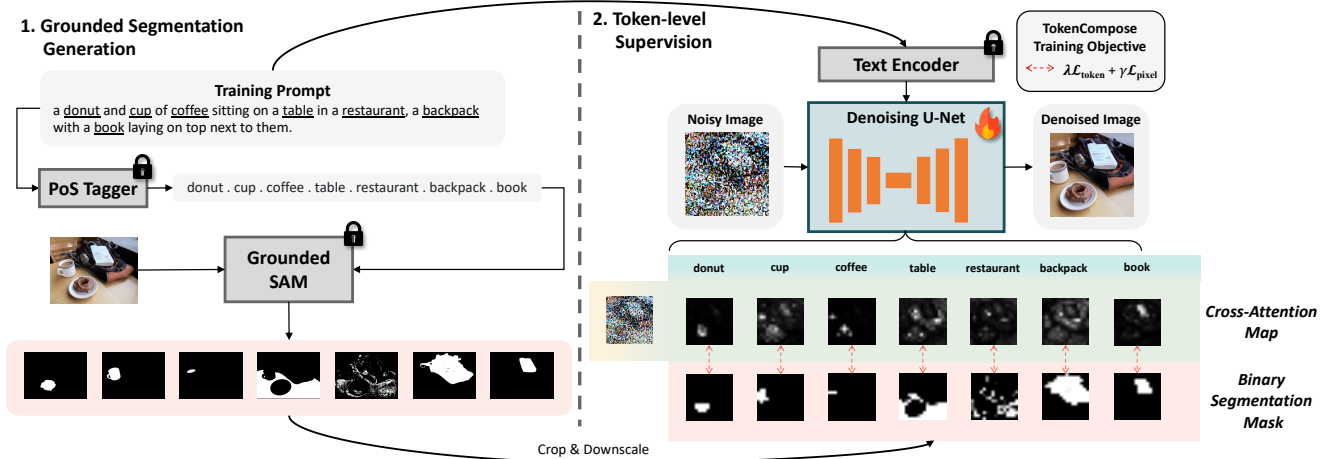 1. Grounded Segmentation
Generation
Training Prompt
a donut and cup of coffee sitting on a table in a restaurant, a backpack
with a book laying on top next to them.
PoS Tagger
donut . cup . coffee . table . restaurant . backpack . book
Grounded
SAM
2. Token-level
Supervision
Text Encoder
TokenCompose
Training Objective
λℒtoken + γℒpixel
Noisy Image
Denoising U-Net
Denoised Image
donut cup coffee table restaurant backpack book
Cross-Attention
Map
Binary
Segmentation
Mask
Crop & Downscale